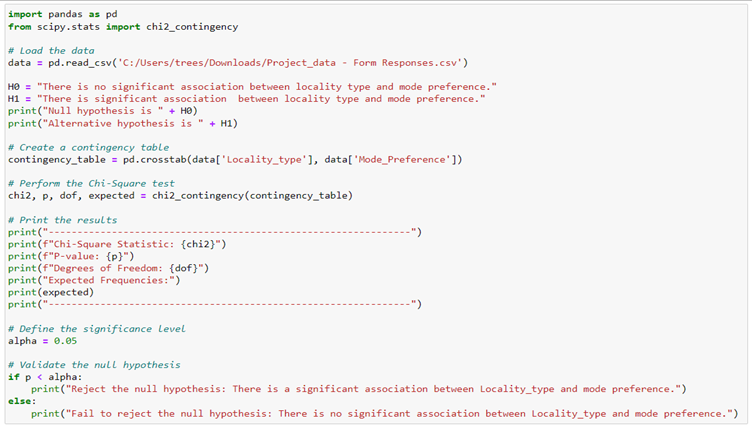 import pandas as pd
from scipy.stats import chi2_contingency
# Load the data
data = pd.read_csv('C:/Users/trees/Downloads/Project_data - Form Responses.csv')
H0 = "There is no significant association between locality type and mode preference."
H1 = "There is significant association  between locality type and mode preference."
print("Null hypothesis is " + H0)
print("Alternative hypothesis is " + H1)
# Create a contingency table
contingency_table = pd.crosstab(data['Locality_type'], data['Mode_Preference'])
# Perform the Chi-Square test
chi2, p, dof, expected = chi2_contingency(contingency_table)
# Print the results
print("------------------------------------------------------------")
print(f"Chi-Square Statistic: {chi2}")
print(f"P-value: {p}")
print(f"Degrees of Freedom: {dof}")
print("Expected Frequencies:")
print(expected)
print("------------------------------------------------------------")
# Define the significance level
alpha = 0.05
# Validate the null hypothesis
if p < alpha:
    print("Reject the null hypothesis: There is a significant association between Locality_type and mode preference.")
else:
    print("Fail to reject the null hypothesis: There is no significant association between Locality_type and mode preference.")